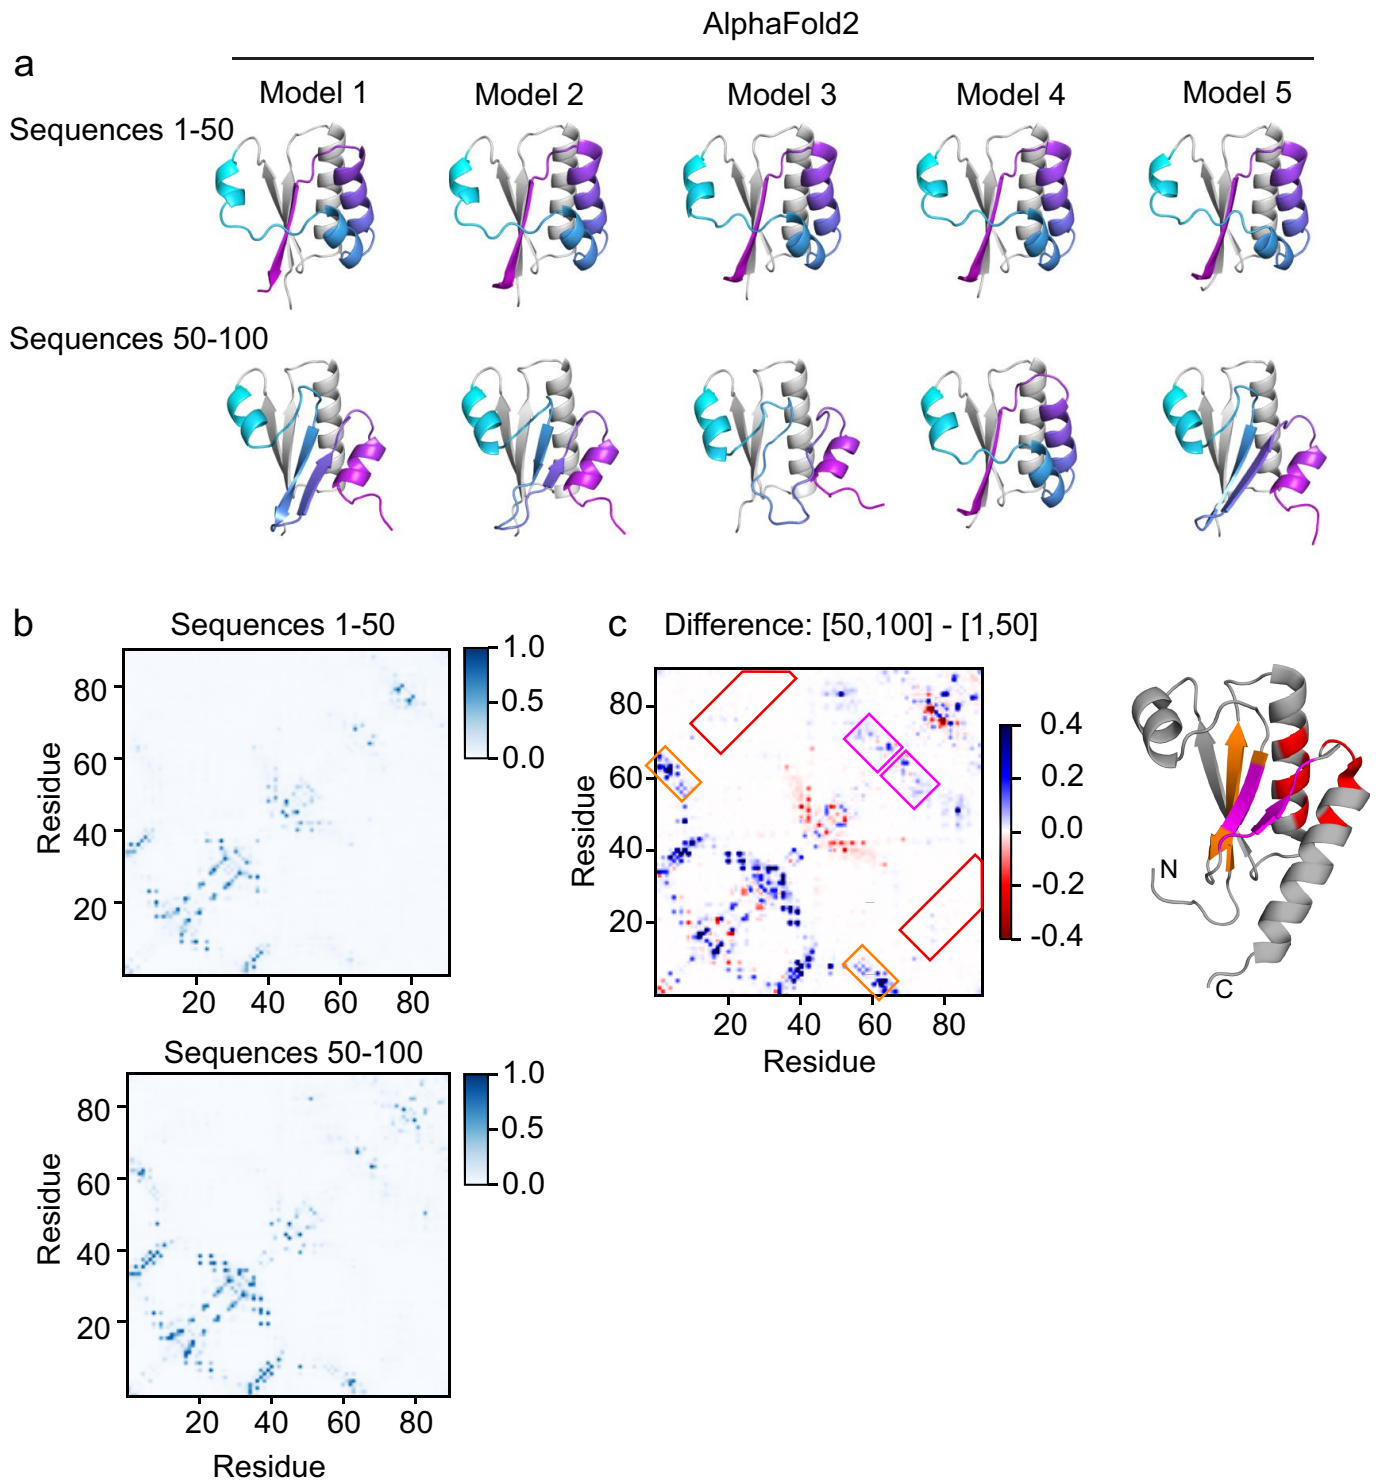 AlphaFold2
a
Model 1 Model 2 Model 3 Model 4 Model 5
Sequences 1-50
Sequences 50-100
b
Sequences 1-50
1.0
0.5
0.0
80
60
40
20
Residue
20 40 60 80
Sequences 50-100
1.0
0.5
0.0
80
60
40
20
Residue
20 40 60 80
Residue
c
Difference: [50,100] - [1,50]
80
60
40
20
Residue
20 40 60 80
Residue
0.4
0.2
0.0
-0.2
-0.4
N
C